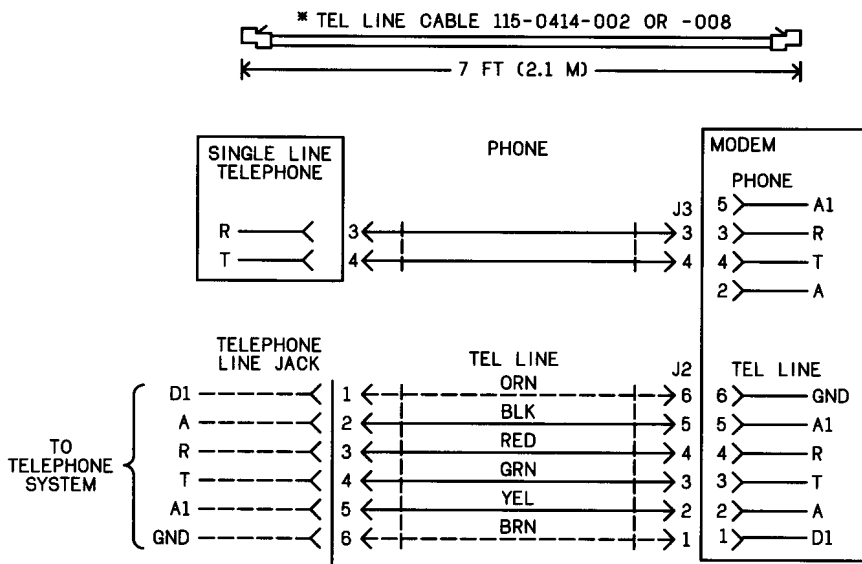 * TEL LINE CABLE 115-0414-002 OR -008
7 FT (2.1 M)
SINGLE LINE
TELEPHONE
PHONE
MODEM
PHONE
J3
5 A1
R 3 3 3 R
T 4 4 4 T
2 A
TELEPHONE
LINE JACK
TEL LINE
J2
TEL LINE
D1 1 ORN 6 6 GND
A 2 BLK 5 5 A1
R 3 RED 4 4 R
T 4 GRN 3 3 T
A1 5 YEL 2 2 A
GND 6 BRN 1 1 D1
TO
TELEPHONE
SYSTEM